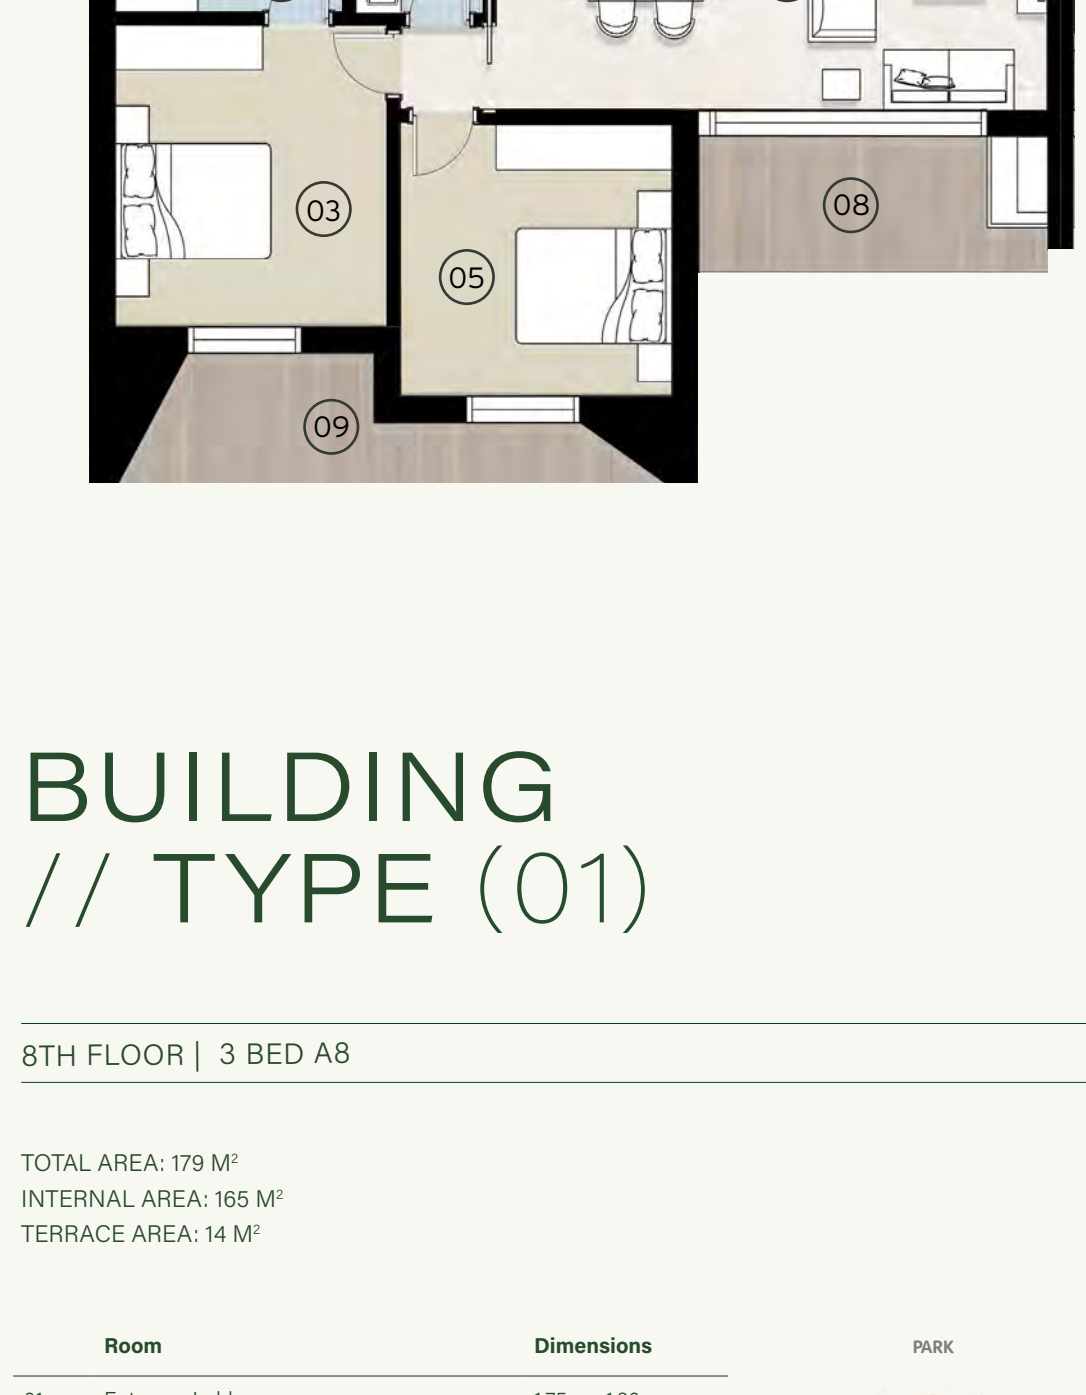 03
08
05
09
BUILDING
// TYPE (01)
8TH FLOOR | 3 BED A8
TOTAL AREA: 179 M²
INTERNAL AREA: 165 M²
TERRACE AREA: 14 M²
Room Dimensions PARK